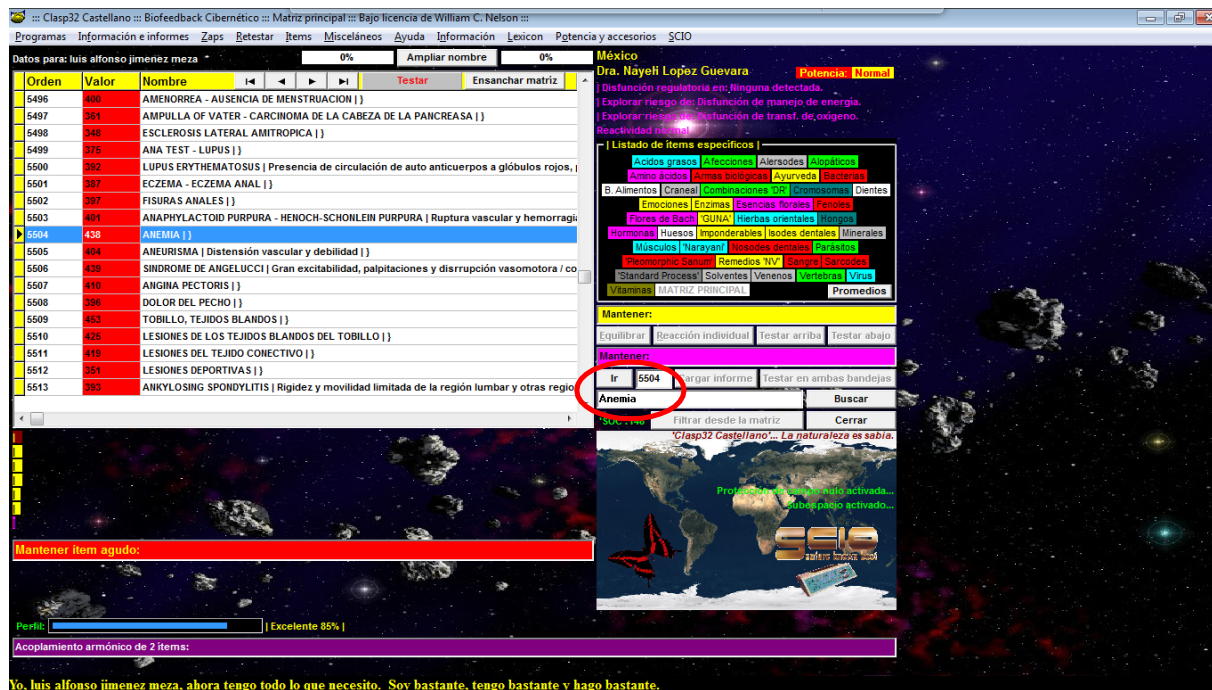 ::: Clasp32 Castellano ::: Biofeedback Cibernético ::: Matriz principal ::: Bajo licencia de William C. Nelson :::
Programas Información e informes Zaps Retestar Items Misceláneos Ayuda Información Lexicon Potencia y accesorios SCIO
Datos para: luis alfonso jimenez meza 0% Ampliar nombre 0%
Orden Valor Nombre Testar Ensanchar matriz
5496 400 AMENORREA - AUSENCIA DE MENSTRUACION | }
5497 351 AMPULLA OF VATER - CARCINOMA DE LA CABEZA DE LA PANCREASA | }
5498 348 ESCLEROSIS LATERAL AMITROPICA | }
5499 375 ANA TEST - LUPUS | }
5500 392 LUPUS ERYTHEMATOSUS | Presencia de circulación de auto anticuerpos a glóbulos rojos,
5501 387 ECZEMA - ECZEMA ANAL | }
5502 397 FISURAS ANALES | }
5503 401 ANAPHYLACTOID PURPURA - HENOCH-SCHONLEIN PURPURA | Ruptura vascular y hemorragia
5504 438 ANEMIA | }
5505 404 ANEURISMA | Distensión vascular y debilidad | }
5506 439 SINDROME DE ANGELUCCI | Gran excitabilidad, palpitaciones y disrrupción vasomotora / co
5507 410 ANGINA PECTORIS | }
5508 396 DOLOR DEL PECHO | }
5509 453 TOBILLO, TEJIDOS BLANDOS | }
5510 425 LESIONES DE LOS TEJIDOS BLANDOS DEL TOBILLO | }
5511 419 LESIONES DEL TEJIDO CONECTIVO | }
5512 351 LESIONES DEPORTIVAS | }
5513 393 ANKYLOSING SPONDYLITIS | Rigidez y movilidad limitada de la región lumbar y otras regio
Mantener item agudo:
Perfil: | Excelente 85% |
Acoplamiento armónico de 2 items:
Yo, luis alfonso jimenez meza, ahora tengo todo lo que necesito. Soy bastante, tengo bastante y hago bastante.
México
Dra. Nayeli Lopez Guevara Potencia: Normal
| Disfunción regulatoria en: Ninguna detectada.
| Explorar riesgo de: Disfunción de manejo de energía.
| Explorar riesgo de: Disfunción de transf. de oxígeno.
Reactividad normal
| Listado de items especificos |
Acidos grasos Afecciones Alersodes Alopáticos
Amino ácidos Armas biológicas Ayurveda Bacterias
B. Alimentos Craneal Combinaciones 'DR' Cromosomas Dientes
Emociones Enzimas Esencias florales Fenoles
Flores de Bach 'GUNA' Hierbas orientales Hongos
Hormonas Huesos Imponderables Isodes dentales Minerales
Músculos 'Narayani' Nosodes dentales Parásitos
'Pleomorphic Sanum' Remedios 'NV' Sangre Sarcodes
'Standard Process' Solventes Venenos Vertebras Virus
Vitaminas MATRIZ PRINCIPAL Promedios
Mantener:
Equilibrar Reacción individual Testar arriba Testar abajo
Mantener:
Ir 5504 Cargar informe Testar en ambas bandejas
Anemia Buscar
'SOC': 148 Filtrar desde la matriz Cerrar
'Clasp32 Castellano'... La naturaleza es sabia.
Protección de campo nulo activada...
subespacio activado...
SCIO